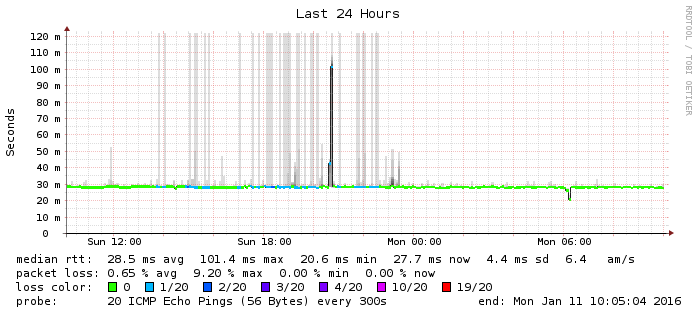 Last 24 Hours
RRDTOOL / TOBI OETIKER
Seconds
120 m
110 m
100 m
90 m
80 m
70 m
60 m
50 m
40 m
30 m
20 m
10 m
0
Sun 12:00 Sun 18:00 Mon 00:00 Mon 06:00
median rtt: 28.5 ms avg 101.4 ms max 20.6 ms min 27.7 ms now 4.4 ms sd 6.4 am/s
packet loss: 0.65 % avg 9.20 % max 0.00 % min 0.00 % now
loss color: 0 1/20 2/20 3/20 4/20 10/20 19/20
probe: 20 ICMP Echo Pings (56 Bytes) every 300s end: Mon Jan 11 10:05:04 2016